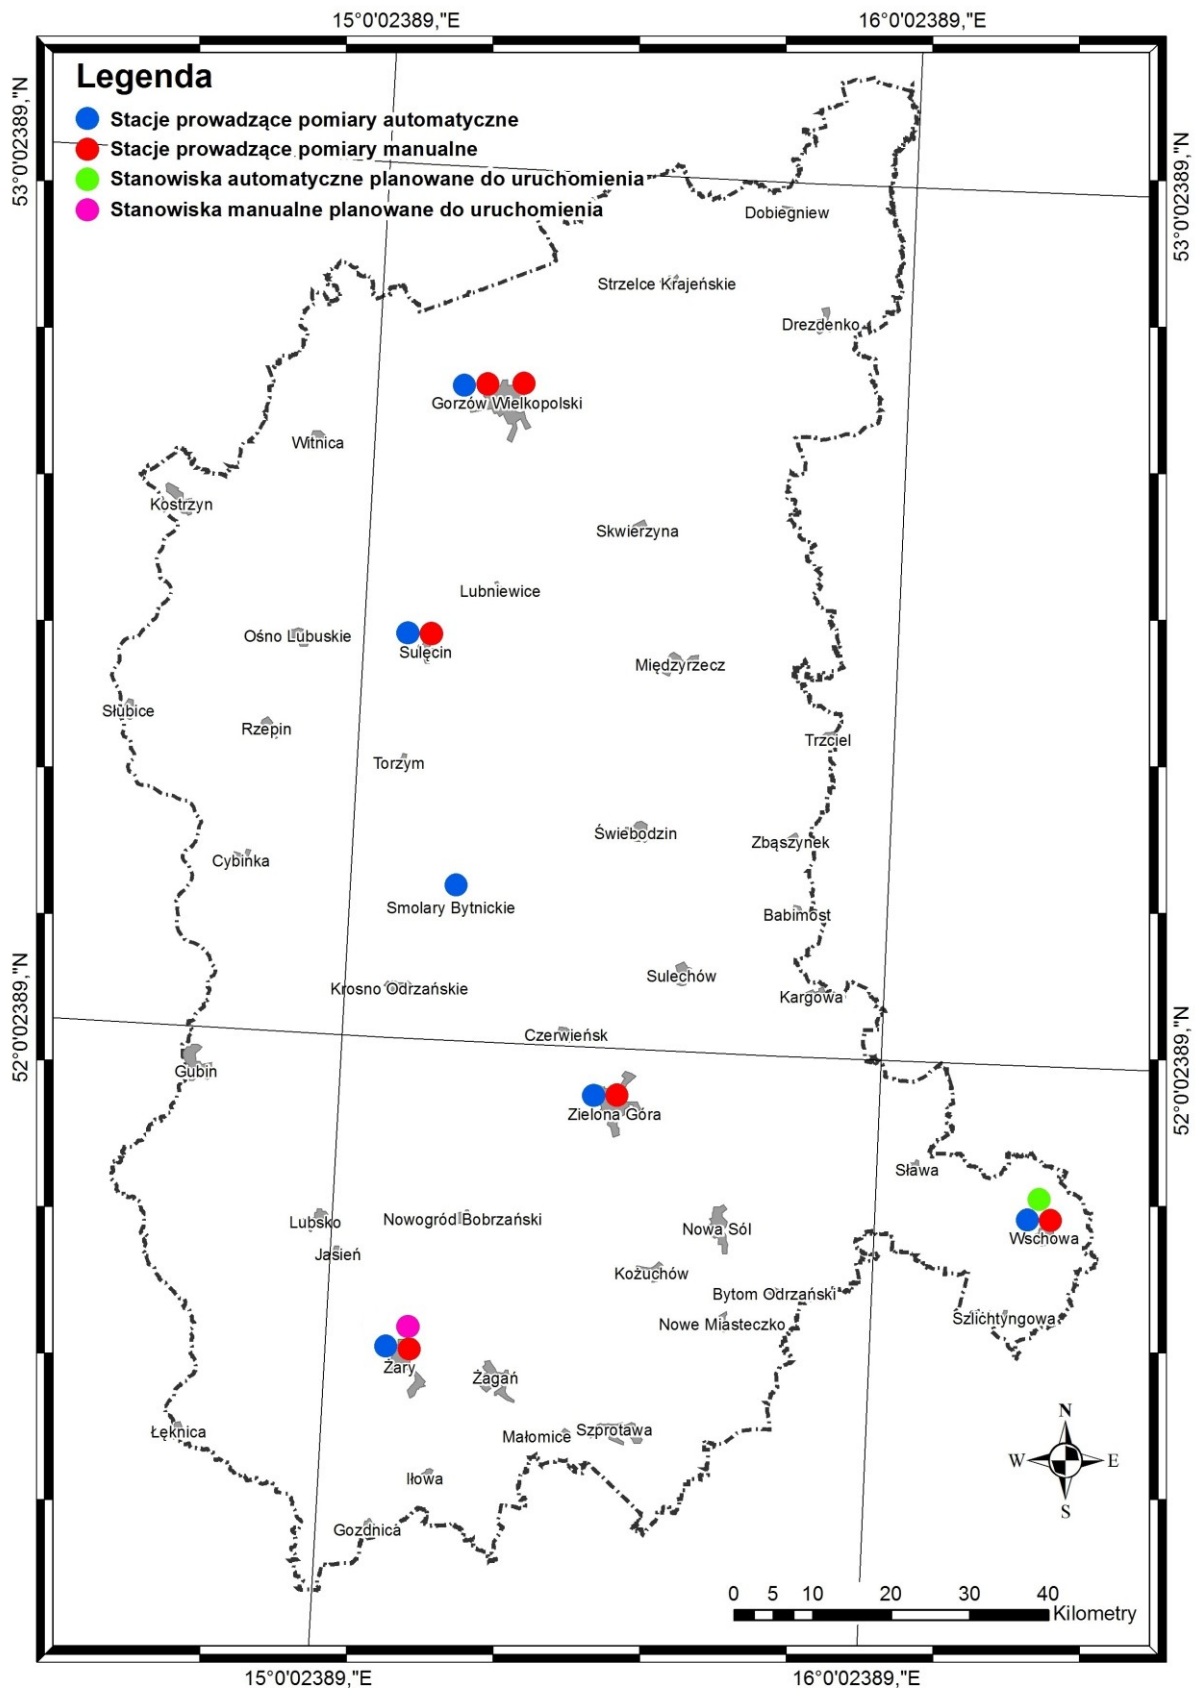 15°0'02389,"E
16°0'02389,"E
53°0'02389,"N
53°0'02389,"N
Legenda
Stacje prowadzące pomiary automatyczne
Stacje prowadzące pomiary manualne
Stanowiska automatyczne planowane do uruchomienia
Stanowiska manualne planowane do uruchomienia
Dobiegniew
Strzelce Krajeńskie
Drezdenko
Gorzów Wielkopolski
Witnica
Kostrzyn
Skwierzyna
Lubniewice
Ośno Lubuskie
Sulęcin
Międzyrzecz
Słubice
Rzepin
Trzciel
Torzym
Świebodzin
Zbąszynek
Cybinka
Smolary Bytnickie
Babimost
Sulechów
Krosno Odrzańskie
Kargowa
52°0'02389,"N
52°0'02389,"N
Czerwieńsk
Gubin
Zielona Góra
Sława
Lubsko
Nowogród Bobrzański
Nowa Sól
Wschowa
Jasień
Kożuchów
Bytom Odrzański
Nowe Miasteczko
Szlichtyngowa
Żary
Żagań
Łęknica
Małomice
Szprotawa
Iłowa
Gozdnica
N
W
E
S
0 5 10 20 30 40
Kilometry
15°0'02389,"E
16°0'02389,"E